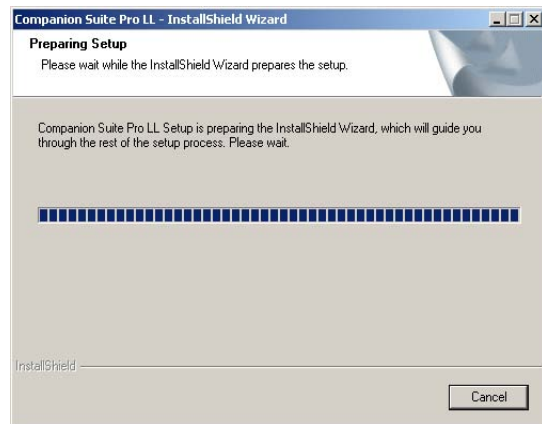 Companion Suite Pro LL - InstallShield Wizard
Preparing Setup
Please wait while the InstallShield Wizard prepares the setup.
Companion Suite Pro LL Setup is preparing the InstallShield Wizard, which will guide you
through the rest of the setup process. Please wait.
InstallShield
Cancel